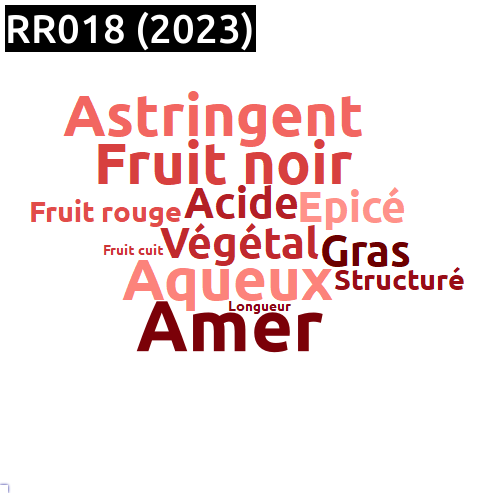 RR018 (2023)
Astringent
Fruit noir
Fruit rouge Acide Epicé
Fruit cuit Végétal Gras
Aqueux Structuré
Longueur
Amer